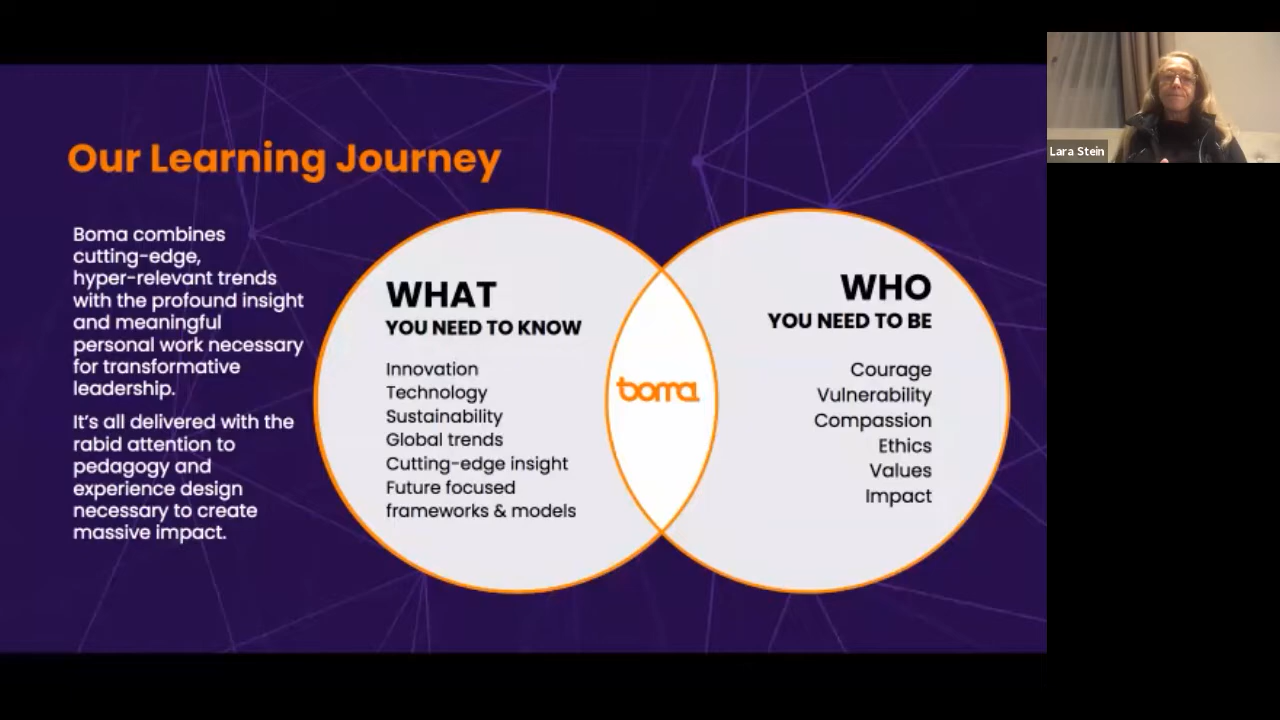 Our Learning Journey
Boma combines
cutting-edge,
hyper-relevant trends
with the profound insight
and meaningful
personal work necessary
for transformative
leadership.
It's all delivered with the
rabid attention to
pedagogy and
experience design
necessary to create
massive impact.
WHAT
YOU NEED TO KNOW
Innovation
Technology
Sustainability
Global trends
Cutting-edge insight
Future focused
frameworks & models
boma
WHO
YOU NEED TO BE
Courage
Vulnerability
Compassion
Ethics
Values
Impact
Lara Stein